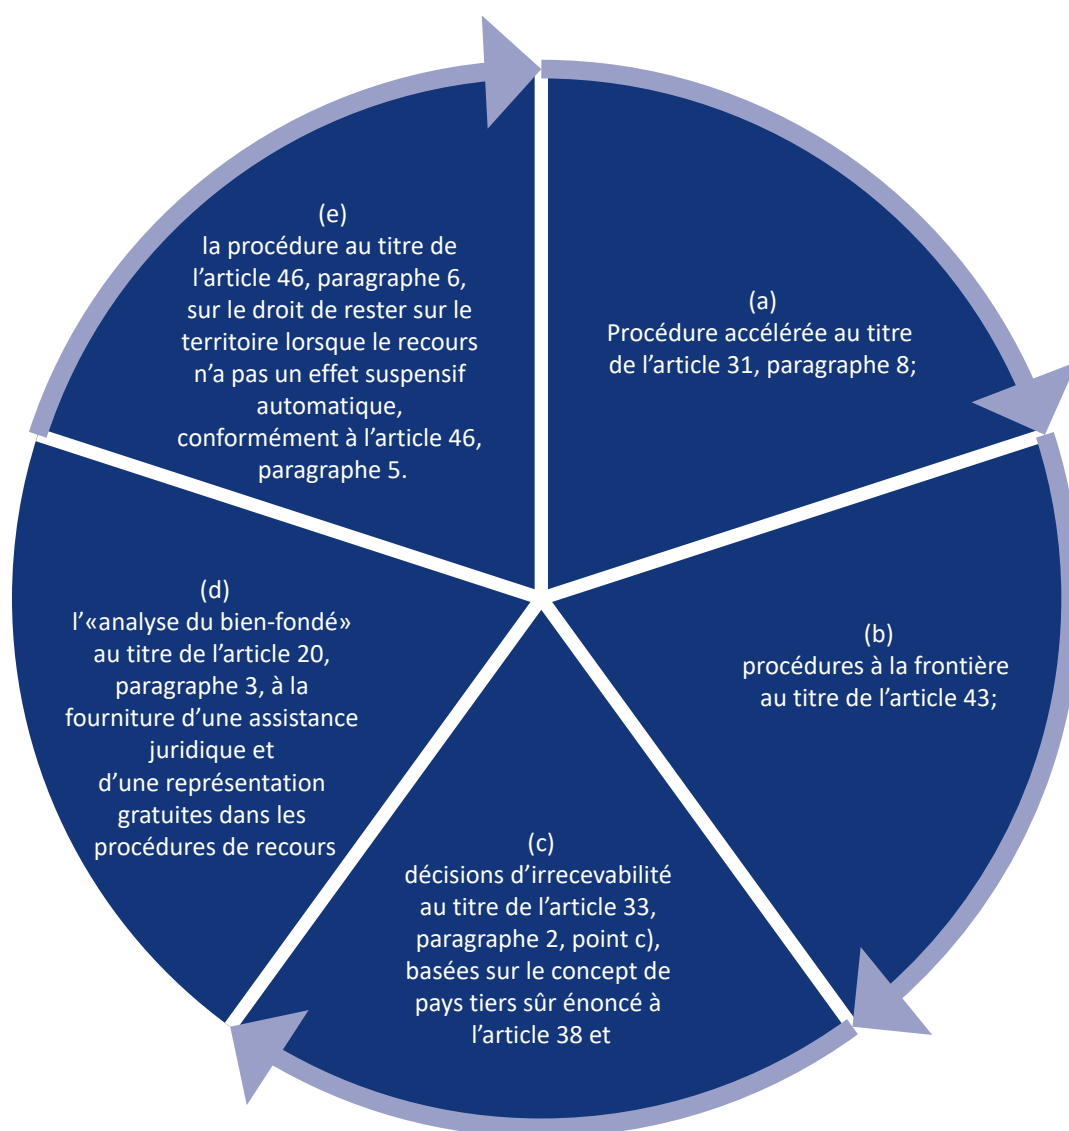 (a)
Procédure accélérée au titre
de l’article 31, paragraphe 8;
(b)
procédures à la frontière
au titre de l’article 43;
(c)
décisions d’irrecevabilité
au titre de l’article 33,
paragraphe 2, point c),
basées sur le concept de
pays tiers sûr énoncé à
l’article 38 et
(d)
l’«analyse du bien-fondé»
au titre de l’article 20,
paragraphe 3, à la
fourniture d’une assistance
juridique et
d’une représentation
gratuites dans les
procédures de recours
(e)
la procédure au titre de
l’article 46, paragraphe 6,
sur le droit de rester sur le
territoire lorsque le recours
n’a pas un effet suspensif
automatique,
conformément à l’article 46,
paragraphe 5.